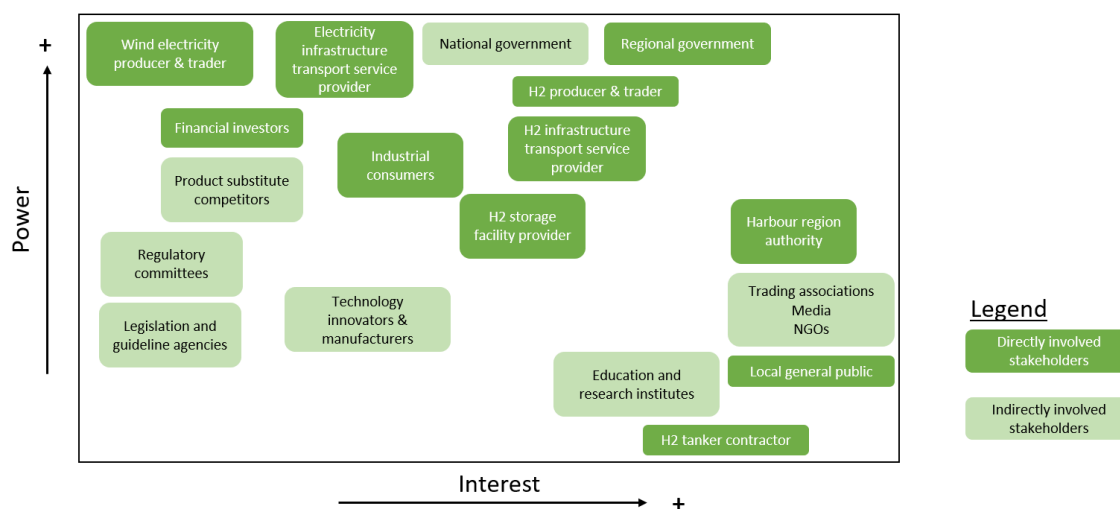 +
Power
Wind electricity
producer & trader
Electricity
infrastructure
transport service
provider
National government
Regional government
H2 producer & trader
Financial investors
H2 infrastructure
transport service
provider
Industrial
consumers
Product substitute
competitors
H2 storage
facility provider
Harbour region
authority
Regulatory
committees
Trading associations
Media
NGOs
Technology
innovators &
manufacturers
Legislation and
guideline agencies
Education and
research institutes
Local general public
H2 tanker contractor
Interest
+
Legend
Directly involved
stakeholders
Indirectly involved
stakeholders